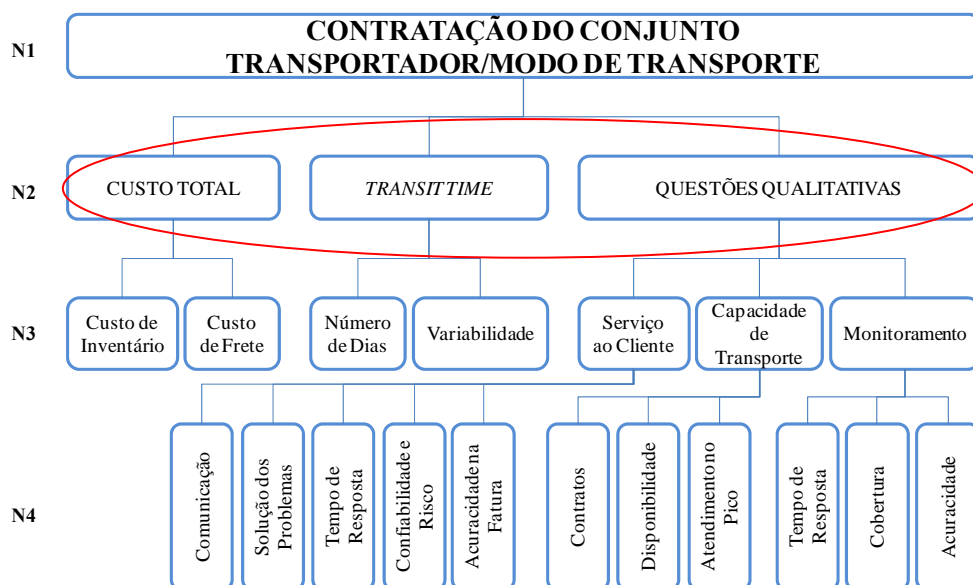 N1
CONTRATAÇÃO DO CONJUNTO
TRANSPORTADOR/MODO DE TRANSPORTE
N2
CUSTO TOTAL
TRANSIT TIME
QUESTÕES QUALITATIVAS
N3
Custo de
Inventário
Custo
de Frete
Número
de Dias
Variabilidade
Serviço
ao Cliente
Capacidade
de
Transporte
Monitoramento
N4
Comunicação
Solução dos
Problemas
Tempo de
Resposta
Confiabilidade e
Risco
Acuracidade na
Fatura
Contratos
Disponibilidade
Atendimento no
Pico
Tempo de
Resposta
Cobertura
Acuracidade